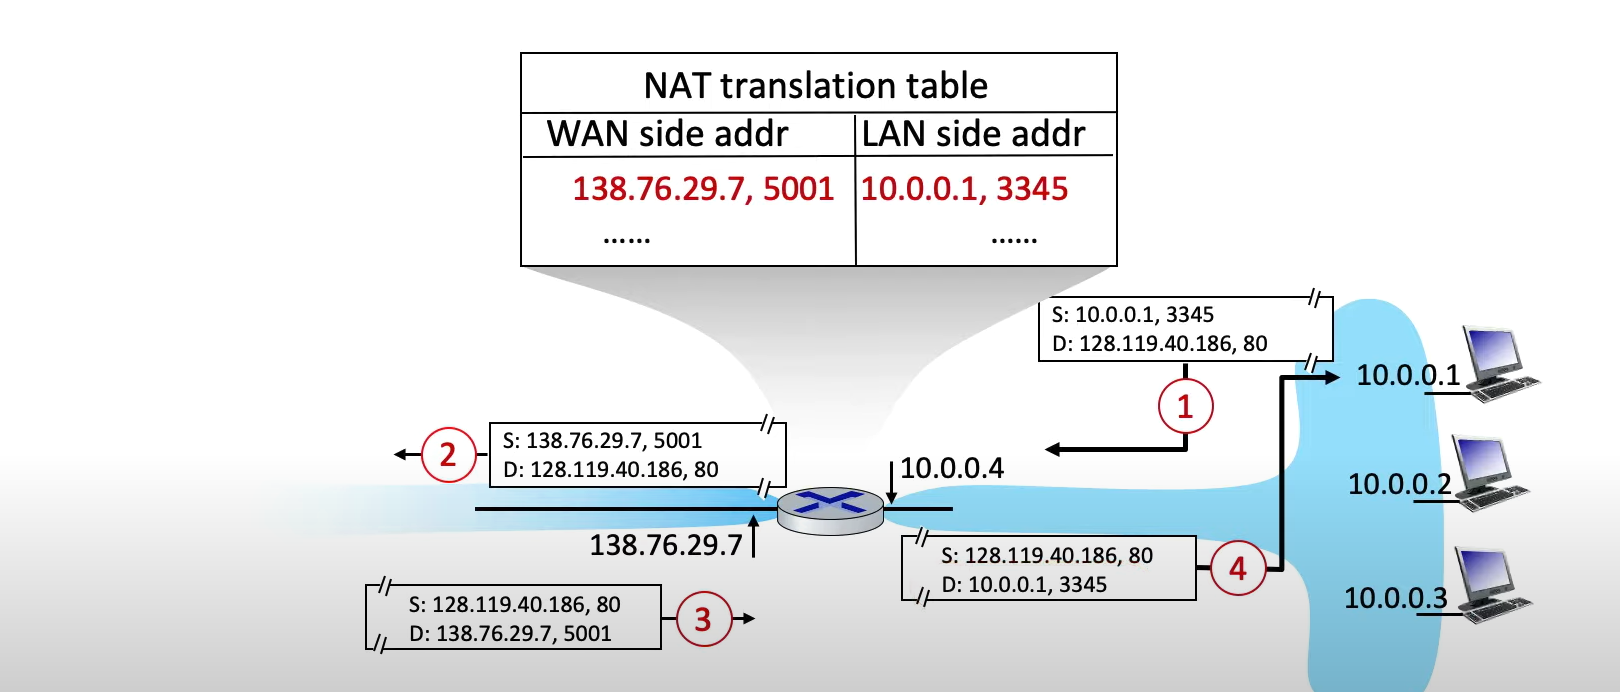 NAT translation table
WAN side addr
LAN side addr
138.76.29.7, 5001
10.0.0.1, 3345
......
......
S: 10.0.0.1, 3345
D: 128.119.40.186, 80
1
10.0.0.1
2
S: 138.76.29.7, 5001
D: 128.119.40.186, 80
10.0.0.4
10.0.0.2
138.76.29.7
S: 128.119.40.186, 80
D: 10.0.0.1, 3345
4
10.0.0.3
S: 128.119.40.186, 80
D: 138.76.29.7, 5001
3